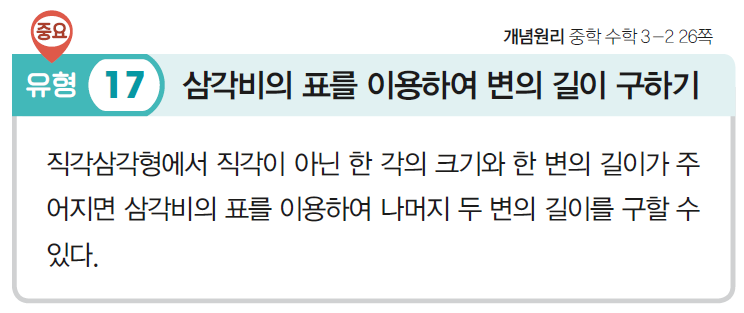 중요
개념원리 중학 수학 3-2 26쪽
유형 17 삼각비의 표를 이용하여 변의 길이 구하기
직각삼각형에서 직각이 아닌 한 각의 크기와 한 변의 길이가 주
어지면 삼각비의 표를 이용하여 나머지 두 변의 길이를 구할 수
있다.